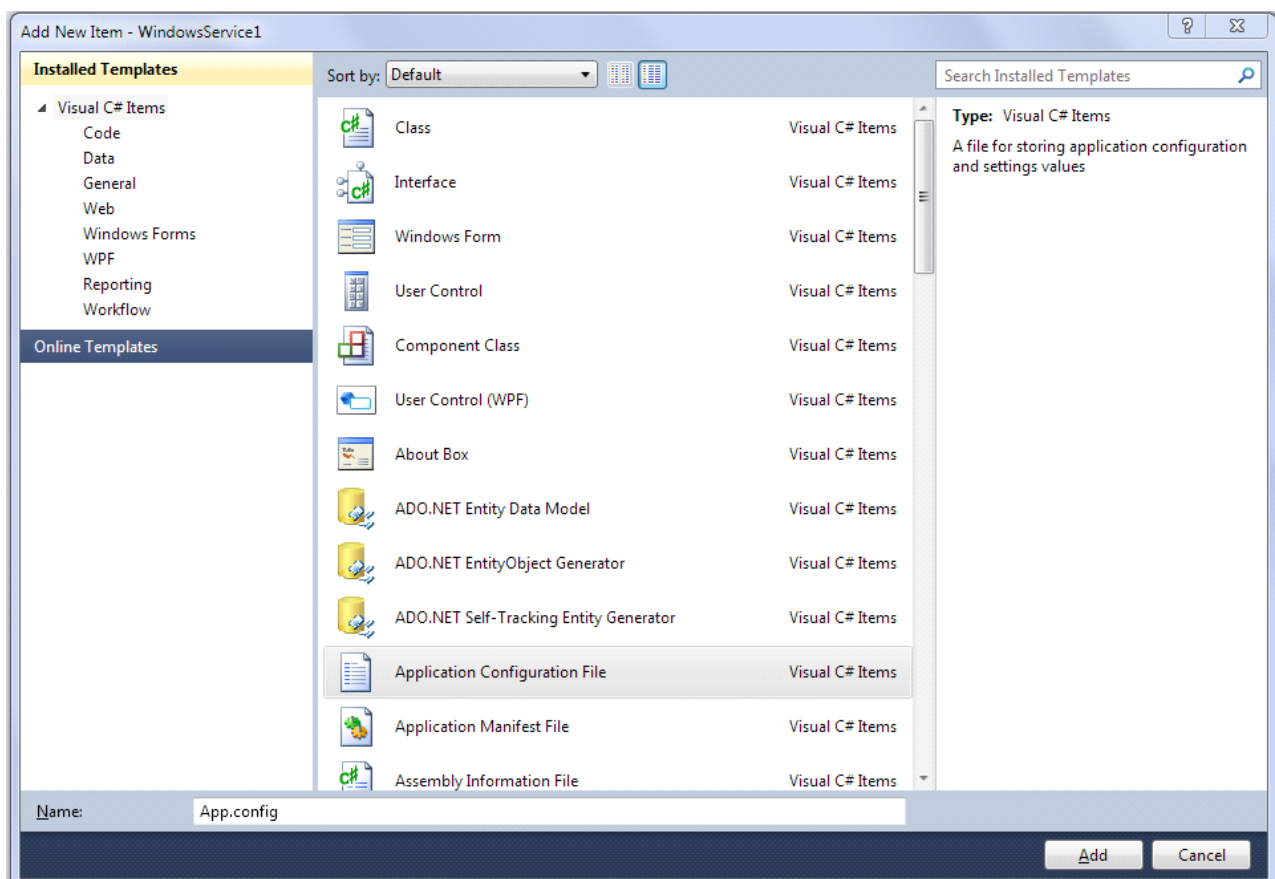 Add New Item - WindowsService1
Installed Templates
Visual C# Items
Code
Data
General
Web
Windows Forms
WPF
Reporting
Workflow
Online Templates
Sort by: Default
Search Installed Templates
Class Visual C# Items
Interface Visual C# Items
Windows Form Visual C# Items
User Control Visual C# Items
Component Class Visual C# Items
User Control (WPF) Visual C# Items
About Box Visual C# Items
ADO.NET Entity Data Model Visual C# Items
ADO.NET EntityObject Generator Visual C# Items
ADO.NET Self-Tracking Entity Generator Visual C# Items
Application Configuration File Visual C# Items
Application Manifest File Visual C# Items
Assembly Information File Visual C# Items
Type: Visual C# Items
A file for storing application configuration
and settings values
Name: App.config
Add Cancel